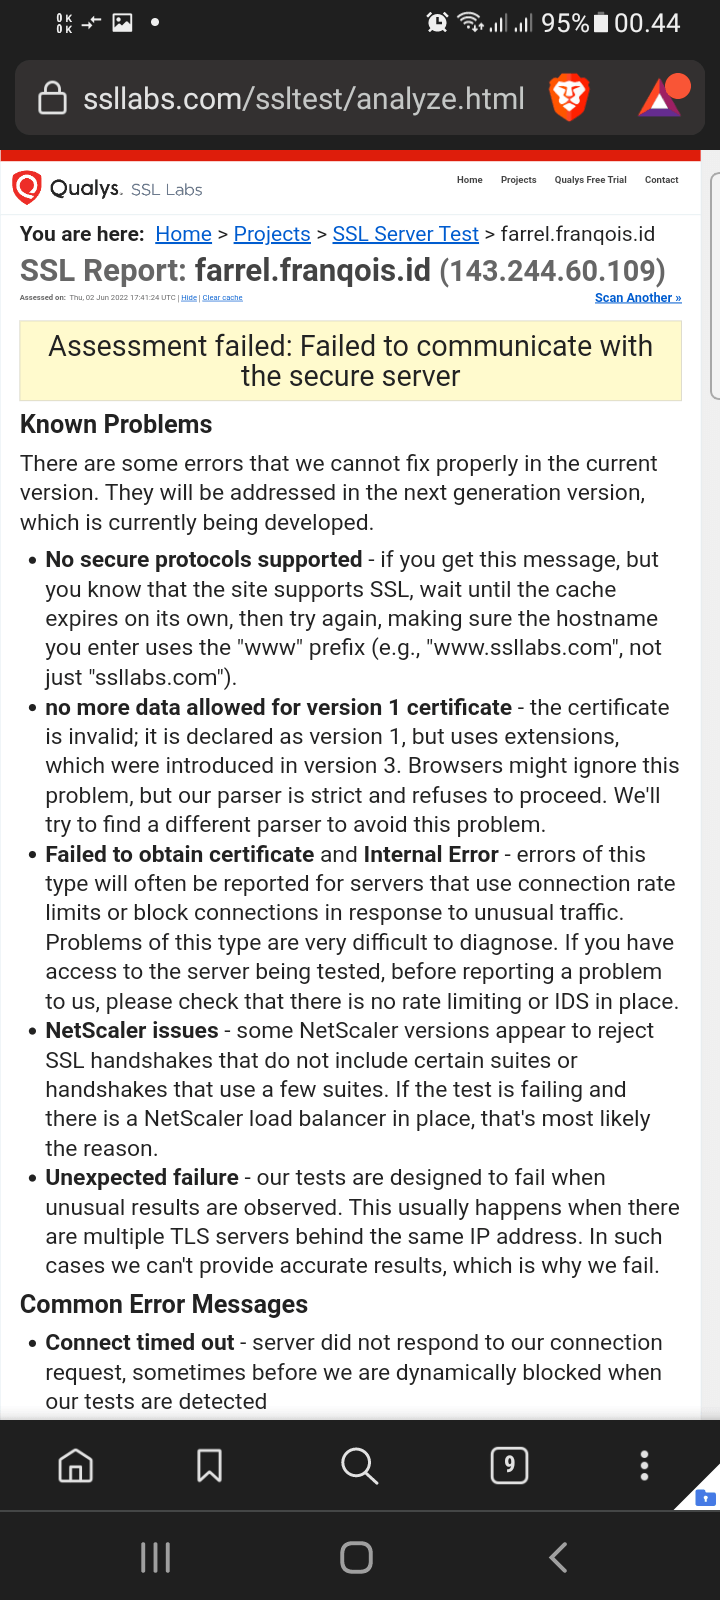 0 K
0 K
95% 00.44
ssllabs.com/ssltest/analyze.html
Qualys. SSL Labs
Home Projects Qualys Free Trial Contact
You are here: Home > Projects > SSL Server Test > farrel.franqois.id
SSL Report: farrel.franqois.id (143.244.60.109)
Assessed on: Thu, 02 Jun 2022 17:41:24 UTC | Hide | Clear cache
Scan Another »
Assessment failed: Failed to communicate with
the secure server
Known Problems
There are some errors that we cannot fix properly in the current
version. They will be addressed in the next generation version,
which is currently being developed.
• No secure protocols supported - if you get this message, but
you know that the site supports SSL, wait until the cache
expires on its own, then try again, making sure the hostname
you enter uses the "www" prefix (e.g., "www.ssllabs.com", not
just "ssllabs.com").
• no more data allowed for version 1 certificate - the certificate
is invalid; it is declared as version 1, but uses extensions,
which were introduced in version 3. Browsers might ignore this
problem, but our parser is strict and refuses to proceed. We'll
try to find a different parser to avoid this problem.
• Failed to obtain certificate and Internal Error - errors of this
type will often be reported for servers that use connection rate
limits or block connections in response to unusual traffic.
Problems of this type are very difficult to diagnose. If you have
access to the server being tested, before reporting a problem
to us, please check that there is no rate limiting or IDS in place.
• NetScaler issues - some NetScaler versions appear to reject
SSL handshakes that do not include certain suites or
handshakes that use a few suites. If the test is failing and
there is a NetScaler load balancer in place, that's most likely
the reason.
• Unexpected failure - our tests are designed to fail when
unusual results are observed. This usually happens when there
are multiple TLS servers behind the same IP address. In such
cases we can't provide accurate results, which is why we fail.
Common Error Messages
• Connect timed out - server did not respond to our connection
request, sometimes before we are dynamically blocked when
our tests are detected
9